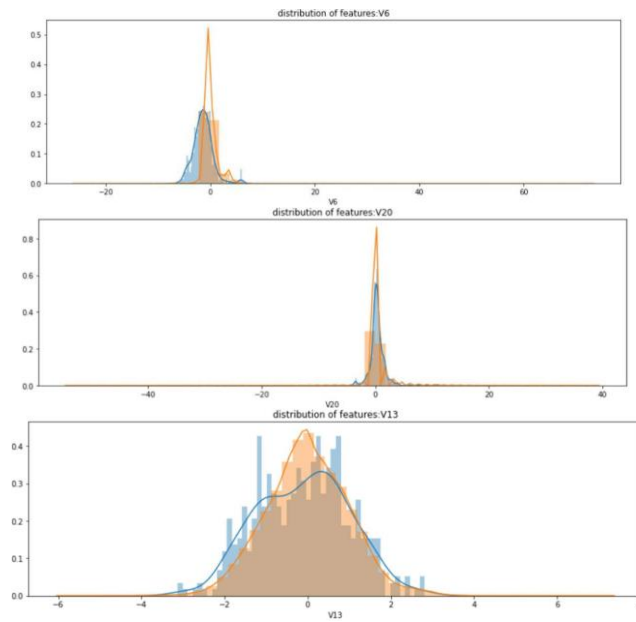 distribution of features:V6
0.5
0.4
0.3
0.2
0.1
0.0
−20 0 20 40 60
V6
distribution of features:V20
0.8
0.6
0.4
0.2
0.0
−40 −20 0 20 40
V20
distribution of features:V13
0.4
0.3
0.2
0.1
0.0
−6 −4 −2 0 2 4 6
V13